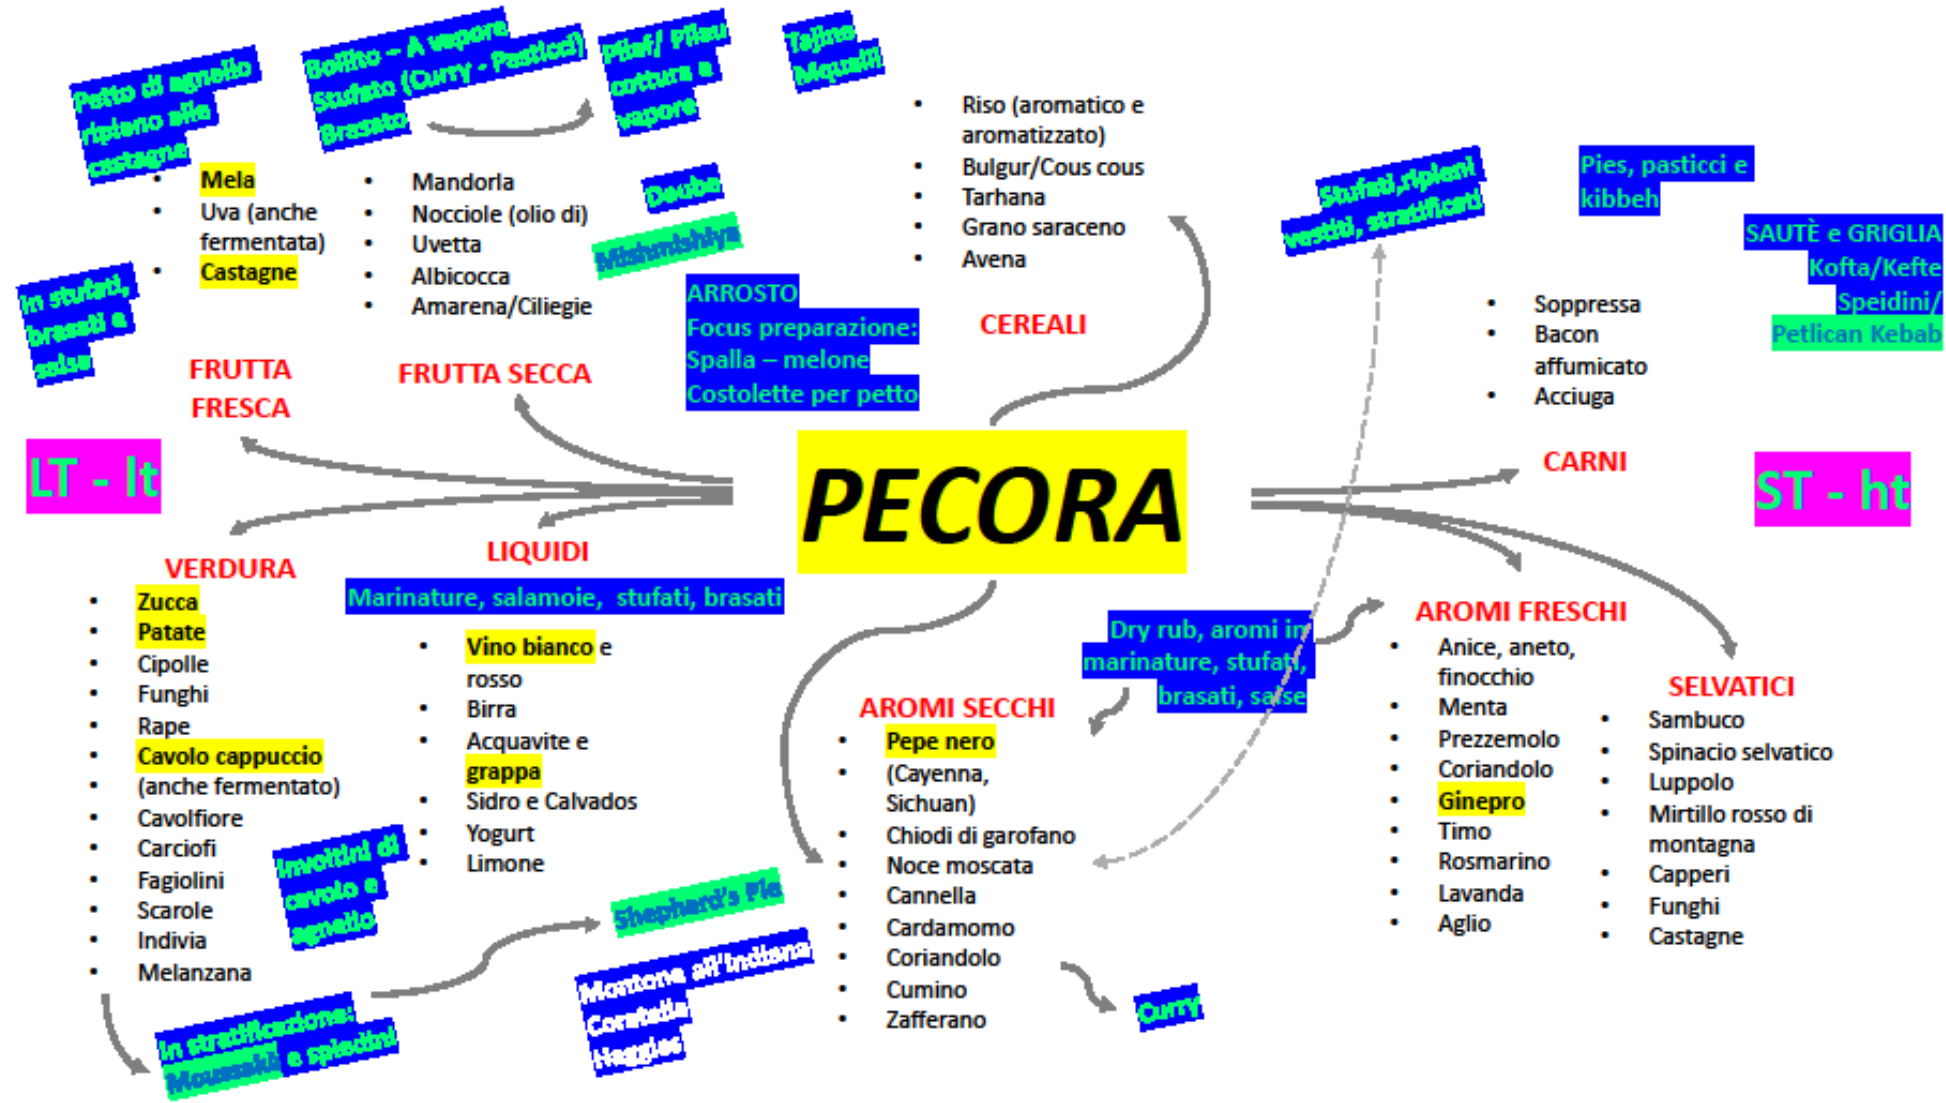 Petto di agnello
ripieno alle
castagne
Bollito – A vapore
Stufato (Curry - Pasticci)
Brasato
Pilaf/ Pilau
cottura a
vapore
Tajine
Mqualli
• Mela
• Uva (anche
fermentata)
• Castagne
• Mandorla
• Nocciole (olio di)
• Uvetta
• Albicocca
• Amarena/Ciliegie
Daube
Mishmishiya
• Riso (aromatico e
aromatizzato)
• Bulgur/Cous cous
• Tarhana
• Grano saraceno
• Avena
Stufati,ripieni
vestiti, stratificati
Pies, pasticci e
kibbeh
SAUTÈ e GRIGLIA
Kofta/Kefte
Speidini/
Petlican Kebab
In stufati,
brasati e
salse
ARROSTO
Focus preparazione:
Spalla – melone
Costolette per petto
• Soppressa
• Bacon
affumicato
• Acciuga
FRUTTA
FRESCA
FRUTTA SECCA
CEREALI
CARNI
LT - lt
PECORA
ST - ht
VERDURA
• Zucca
• Patate
• Cipolle
• Funghi
• Rape
• Cavolo cappuccio
• (anche fermentato)
• Cavolfiore
• Carciofi
• Fagiolini
• Scarole
• Indivia
• Melanzana
LIQUIDI
Marinature, salamoie, stufati, brasati
• Vino bianco e
rosso
• Birra
• Acquavite e
grappa
• Sidro e Calvados
• Yogurt
• Limone
Involtini di
cavolo e
agnello
In stratificazione:
Moussakà e spiedini
Shephard's Pie
Montone all'Indiana
Coratella
Haggies
Dry rub, aromi in
marinature, stufati,
brasati, salse
AROMI SECCHI
• Pepe nero
• (Cayenna,
Sichuan)
• Chiodi di garofano
• Noce moscata
• Cannella
• Cardamomo
• Coriandolo
• Cumino
• Zafferano
Curry
AROMI FRESCHI
• Anice, aneto,
finocchio
• Menta
• Prezzemolo
• Coriandolo
• Ginepro
• Timo
• Rosmarino
• Lavanda
• Aglio
SELVATICI
• Sambuco
• Spinacio selvatico
• Luppolo
• Mirtillo rosso di
montagna
• Capperi
• Funghi
• Castagne